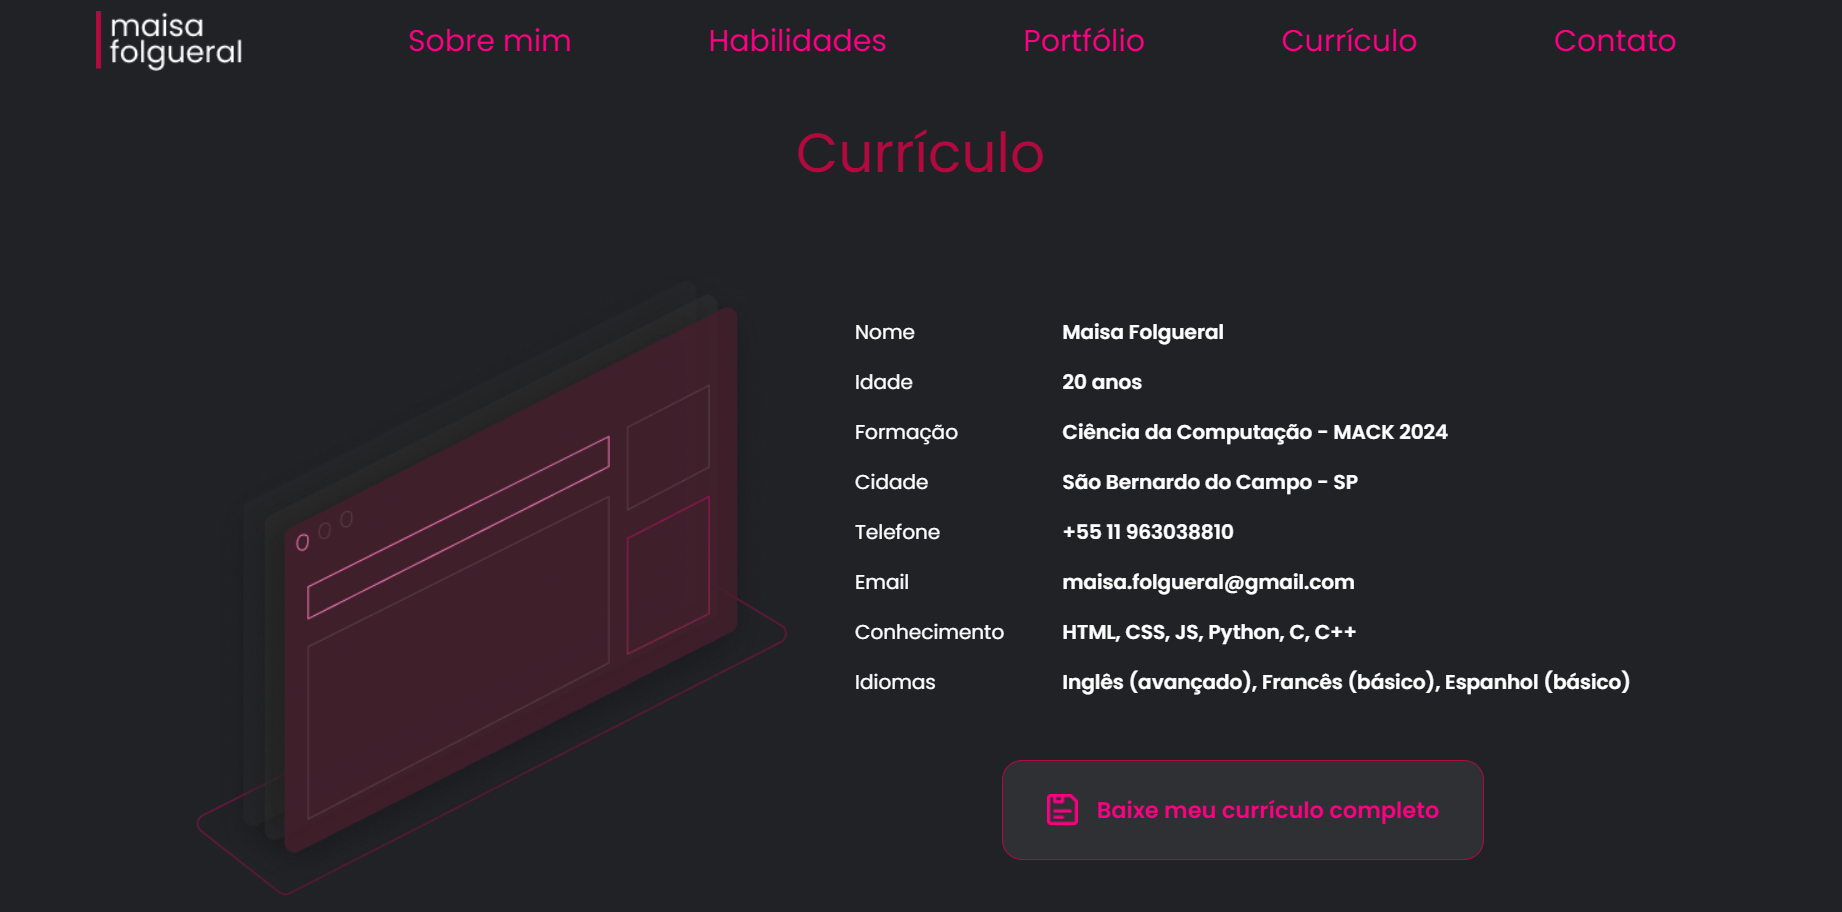 maisa
folgueral
Sobre mim
Habilidades
Portfólio
Currículo
Contato
Currículo
Nome Maisa Folgueral
Idade 20 anos
Formação Ciência da Computação - MACK 2024
Cidade São Bernardo do Campo - SP
Telefone +55 11 963038810
Email maisa.folgueral@gmail.com
Conhecimento HTML, CSS, JS, Python, C, C++
Idiomas Inglês (avançado), Francês (básico), Espanhol (básico)
Baixe meu currículo completo